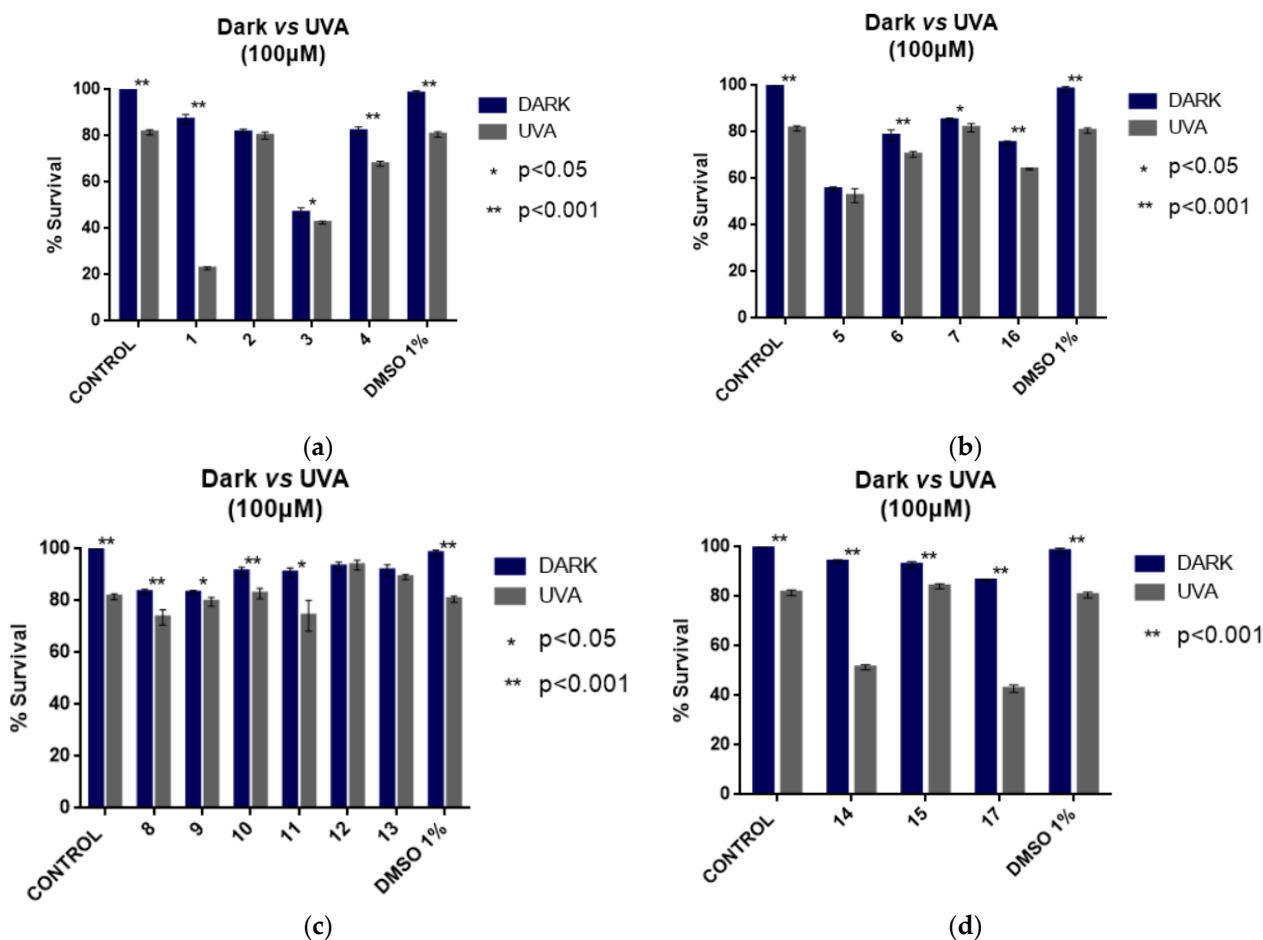 Dark vs UVA
(100µM)
% Survival
100
80
60
40
20
0
** ** * ** **
CONTROL 1 2 3 4 DMSO 1%
DARK
UVA
* p<0.05
** p<0.001
(a)
Dark vs UVA
(100µM)
% Survival
100
80
60
40
20
0
** ** * ** **
CONTROL 5 6 7 16 DMSO 1%
DARK
UVA
* p<0.05
** p<0.001
(b)
Dark vs UVA
(100µM)
% Survival
100
80
60
40
20
0
** ** * ** * **
CONTROL 8 9 10 11 12 13 DMSO 1%
DARK
UVA
* p<0.05
** p<0.001
(c)
Dark vs UVA
(100µM)
% Survival
100
80
60
40
20
0
** ** ** ** **
CONTROL 14 15 17 DMSO 1%
DARK
UVA
** p<0.001
(d)